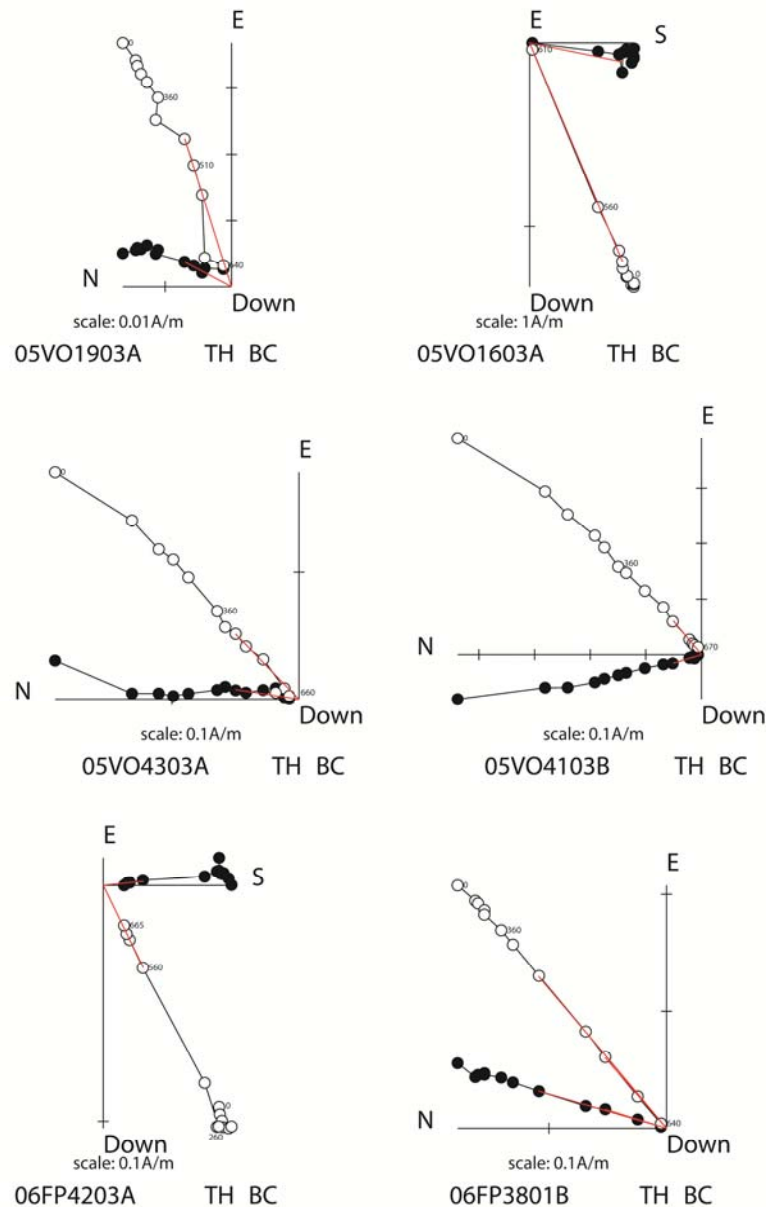 E
0
360
510
640
N
Down
scale: 0.01A/m
05VO1903A TH BC
E
S
610
560
0
Down
scale: 1A/m
05VO1603A TH BC
E
0
360
660
N
Down
scale: 0.1A/m
05VO4303A TH BC
E
0
360
N
670
Down
scale: 0.1A/m
05VO4103B TH BC
E
S
665
560
0
260
Down
scale: 0.1A/m
06FP4203A TH BC
E
0
360
N
640
Down
scale: 0.1A/m
06FP3801B TH BC